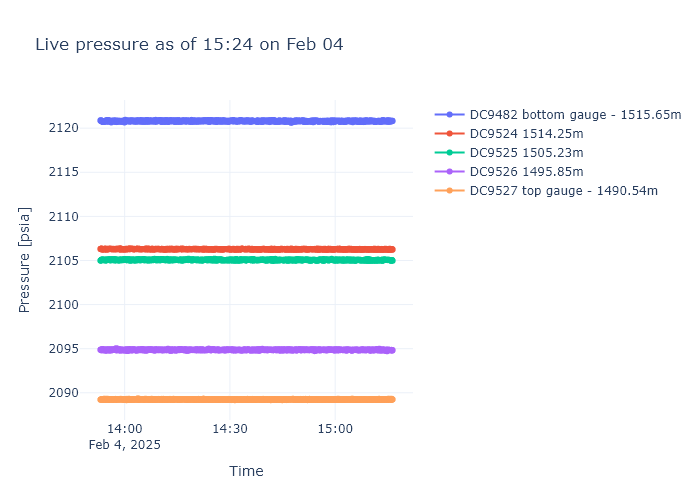 Live pressure as of 15:24 on Feb 04
DC9482 bottom gauge - 1515.65m
DC9524 1514.25m
DC9525 1505.23m
DC9526 1495.85m
DC9527 top gauge - 1490.54m
Pressure [psia]
2120
2115
2110
2105
2100
2095
2090
14:00
14:30
15:00
Feb 4, 2025
Time